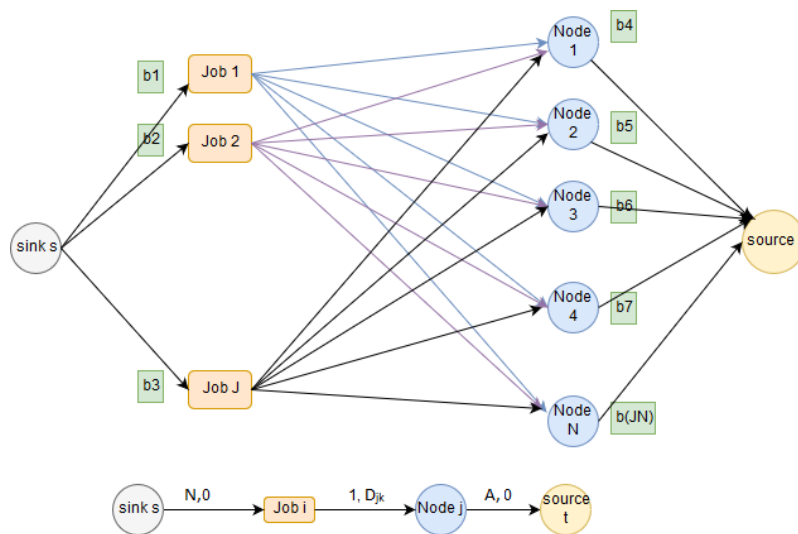 Node
1
b4
b1
Job 1
b2
Job 2
Node
2
b5
Node
3
b6
sink s
source
Node
4
b7
b3
Job J
Node
N
b(JN)
sink s
N,0
Job i
1, Djk
Node j
A, 0
source
t